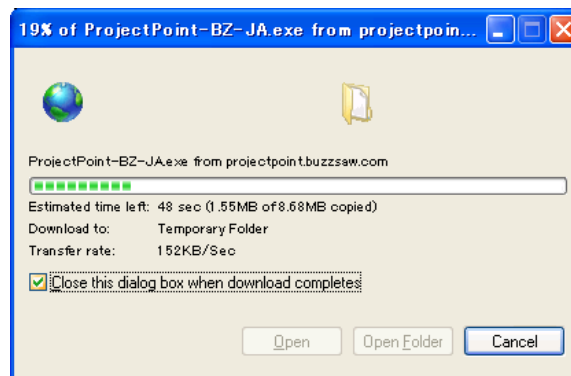 19% of ProjectPoint-BZ-JA.exe from projectpoin...
ProjectPoint-BZ-JA.exe from projectpoint.buzzsaw.com
Estimated time left: 48 sec (1.55MB of 8.68MB copied)
Download to: Temporary Folder
Transfer rate: 152KB/Sec
Close this dialog box when download completes
Open Open Folder Cancel